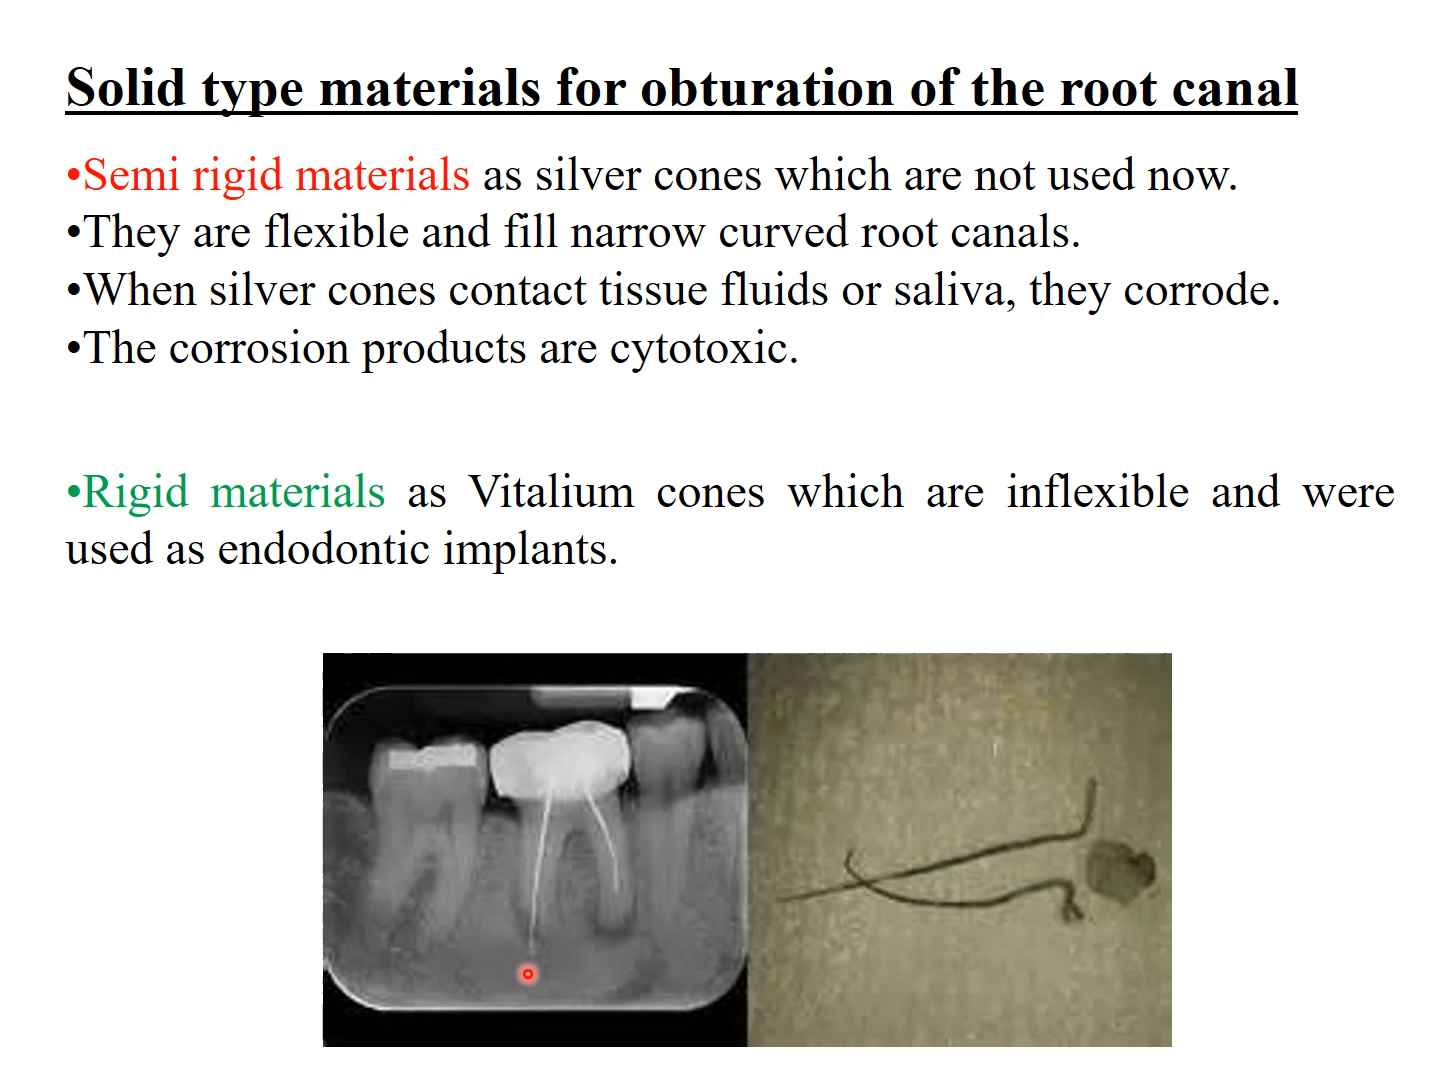 Solid type materials for obturation of the root canal
•Semi rigid materials as silver cones which are not used now.
•They are flexible and fill narrow curved root canals.
•When silver cones contact tissue fluids or saliva, they corrode.
•The corrosion products are cytotoxic.
•Rigid materials as Vitalium cones which are inflexible and were
used as endodontic implants.